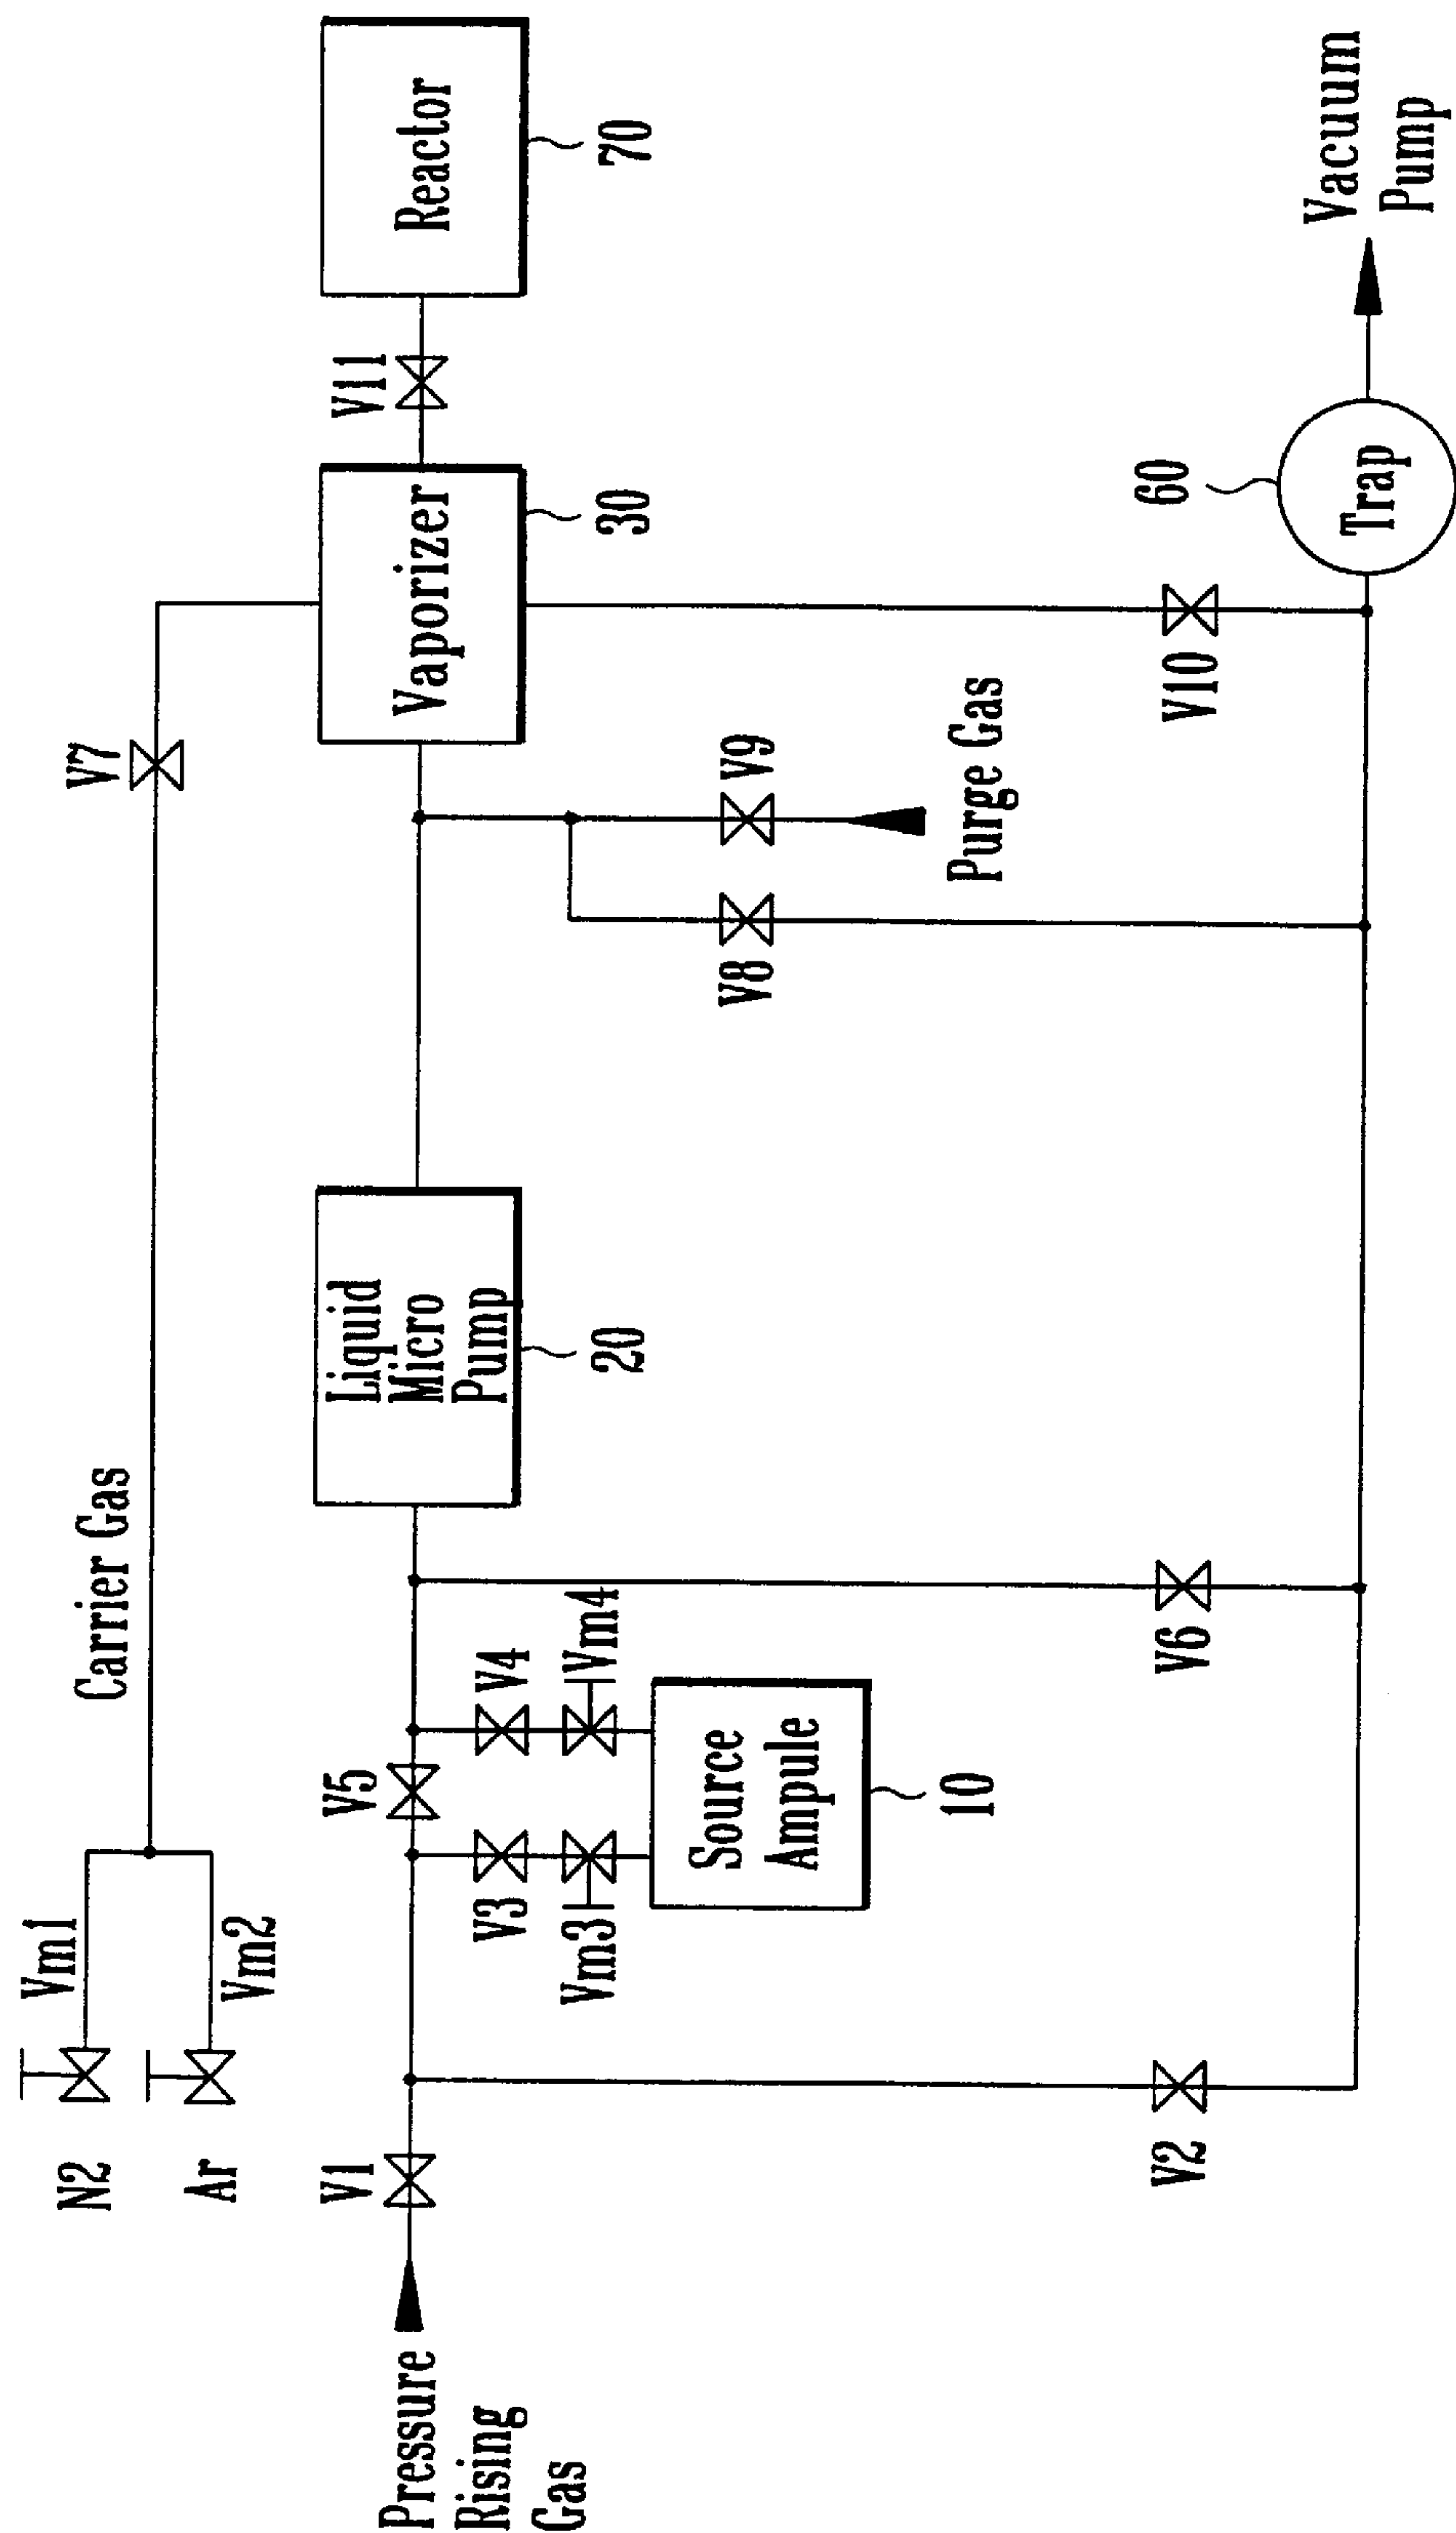 N2
Vm1
Ar
Vm2
Carrier Gas
V7
Pressure
Rising
Gas
V1
V5
V3
Vm3
V4
Vm4
Source
Ampule
10
Liquid
Micro
Pump
20
Vaporizer
30
V11
Reactor
70
V8
V9
Purge Gas
V2
V6
V10
60
Trap
Vacuum
Pump